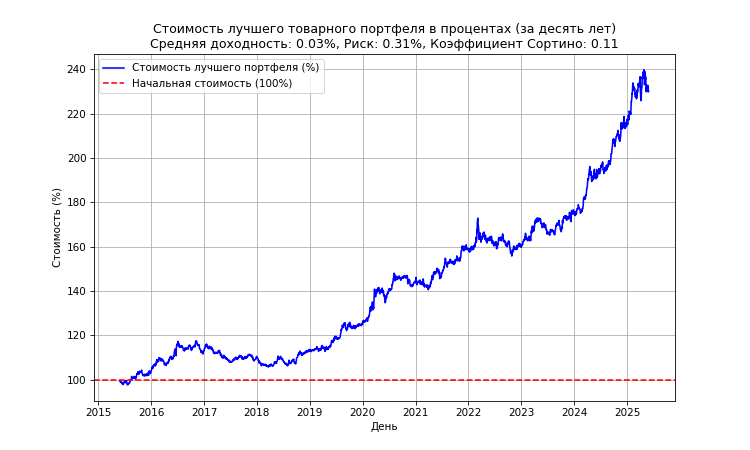 Стоимость лучшего товарного портфеля в процентах (за десять лет)
Средняя доходность: 0.03%, Риск: 0.31%, Коэффициент Сортино: 0.11
Стоимость лучшего портфеля (%)
Начальная стоимость (100%)
Стоимость (%)
240
220
200
180
160
140
120
100
2015 2016 2017 2018 2019 2020 2021 2022 2023 2024 2025
День